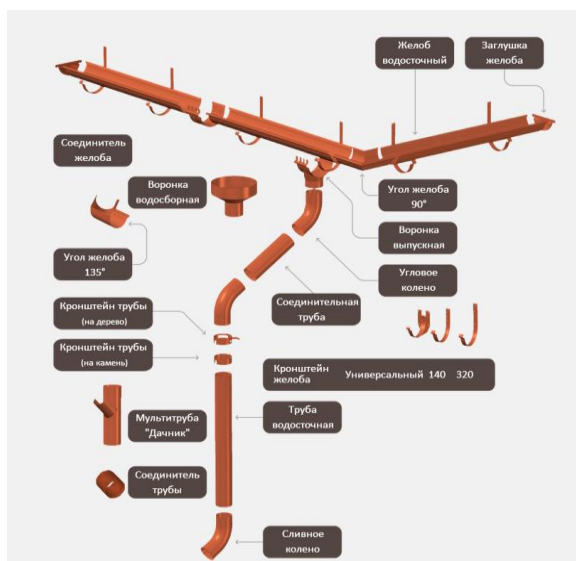 Желоб
водосточный
Заглушка
желоба
Соединитель
желоба
Воронка
водосборная
Угол желоба
90°
Воронка
выпускная
Угол желоба
135°
Угловое
колено
Соединительная
труба
Кронштейн трубы
(на дерево)
Кронштейн трубы
(на камень)
Кронштейн
желоба
Универсальный 140 320
Мультитруба
"Дачник"
Труба
водосточная
Соединитель
трубы
Сливное
колено